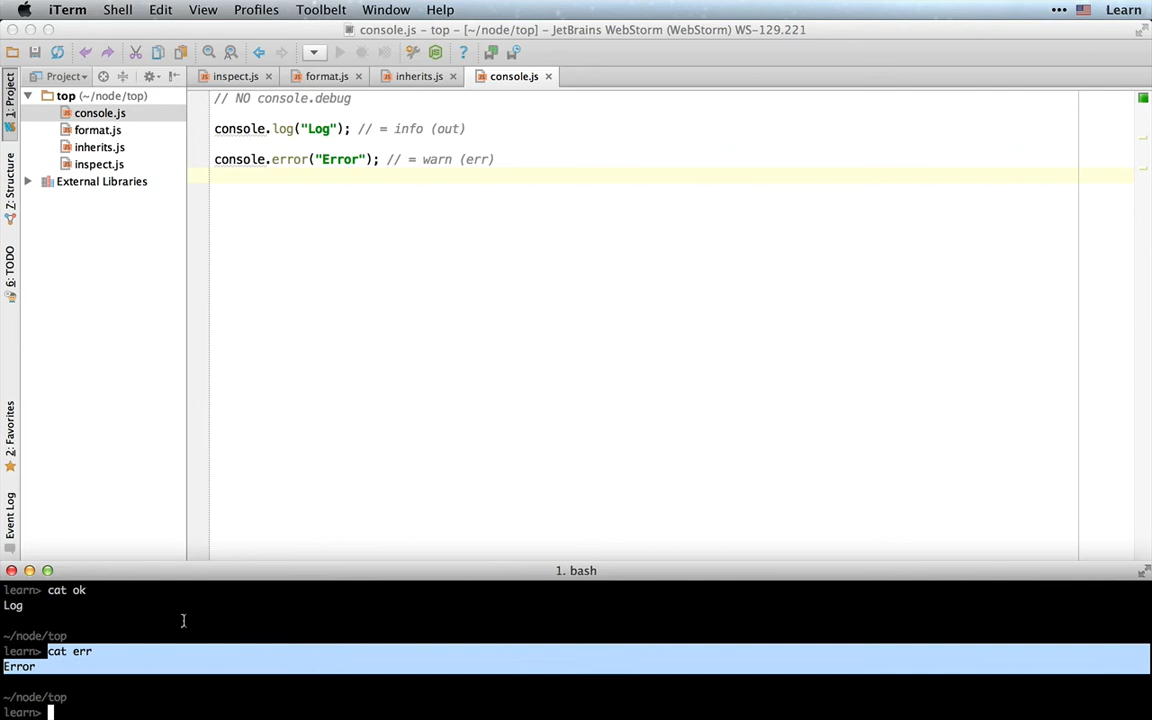 iTerm Shell Edit View Profiles Toolbelt Window Help Learn
console.js – top – [~/node/top] – JetBrains WebStorm (WebStorm) WS-129.221
Project
inspect.js format.js inherits.js console.js
top (~/node/top)
console.js
format.js
inherits.js
inspect.js
External Libraries
1: Project
Z: Structure
6: TODO
2: Favorites
Event Log
// NO console.debug
console.log("Log"); // = info (out)
console.error("Error"); // = warn (err)
1. bash
learn> cat ok
Log
~/node/top
learn> cat err
Error
~/node/top
learn>